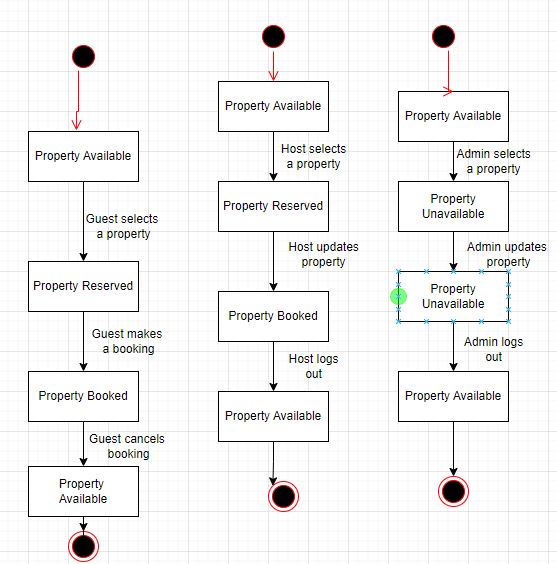 Property Available
Guest selects
a property
Property Reserved
Guest makes
a booking
Property Booked
Guest cancels
booking
Property
Available
Property Available
Host selects
a property
Property Reserved
Host updates
property
Property Booked
Host logs
out
Property Available
Property Available
Admin selects
a property
Property
Unavailable
Admin updates
property
Property
Unavailable
Admin logs
out
Property Available